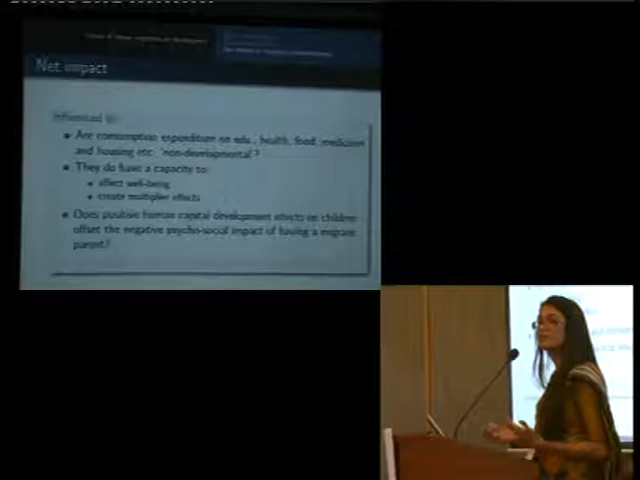 Net impact
Influenced by
Are consumption expenditure on edu., health, food, medicines
and housing etc. 'non-developmental'?
They do have a capacity to:
affect well-being
create multiplier effects
Does positive human capital development effects on children
offset the negative psycho-social impact of having a migrant
parent?